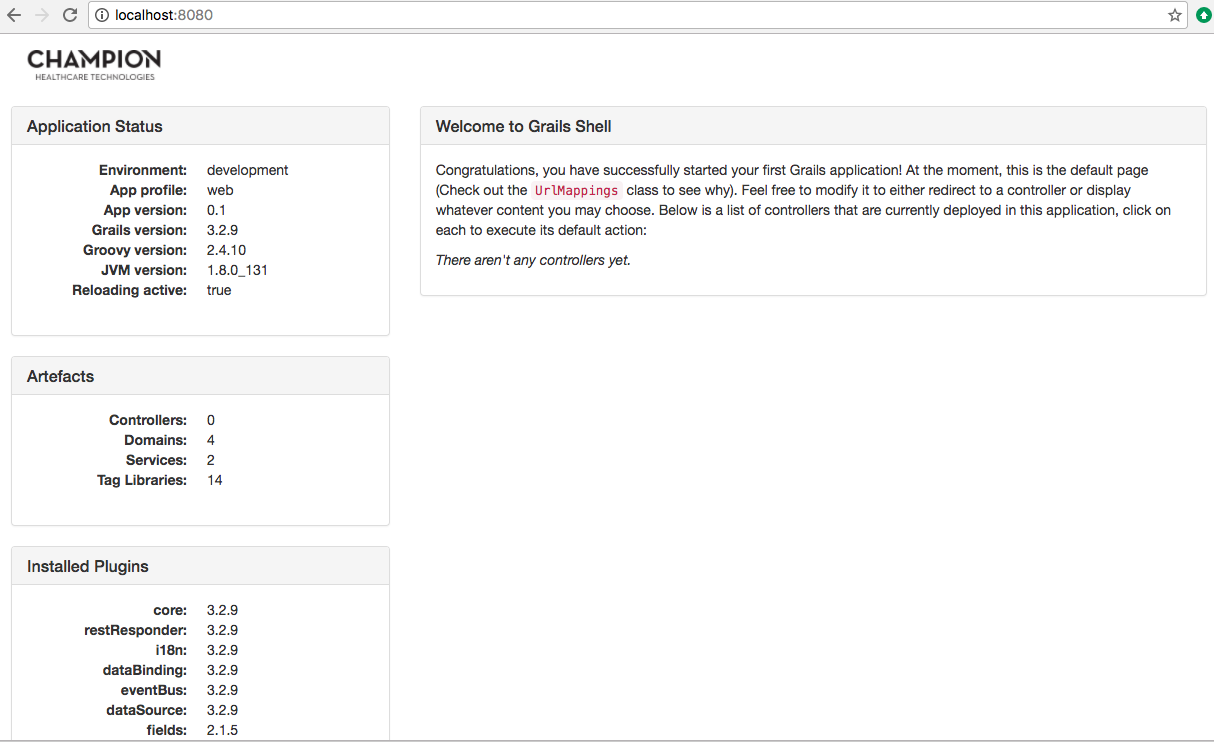 localhost:8080
CHAMPION
HEALTHCARE TECHNOLOGIES
Application Status
Environment: development
App profile: web
App version: 0.1
Grails version: 3.2.9
Groovy version: 2.4.10
JVM version: 1.8.0_131
Reloading active: true
Artefacts
Controllers: 0
Domains: 4
Services: 2
Tag Libraries: 14
Installed Plugins
core: 3.2.9
restResponder: 3.2.9
i18n: 3.2.9
dataBinding: 3.2.9
eventBus: 3.2.9
dataSource: 3.2.9
fields: 2.1.5
Welcome to Grails Shell
Congratulations, you have successfully started your first Grails application! At the moment, this is the default page
(Check out the UrlMappings class to see why). Feel free to modify it to either redirect to a controller or display
whatever content you may choose. Below is a list of controllers that are currently deployed in this application, click on
each to execute its default action:
There aren't any controllers yet.